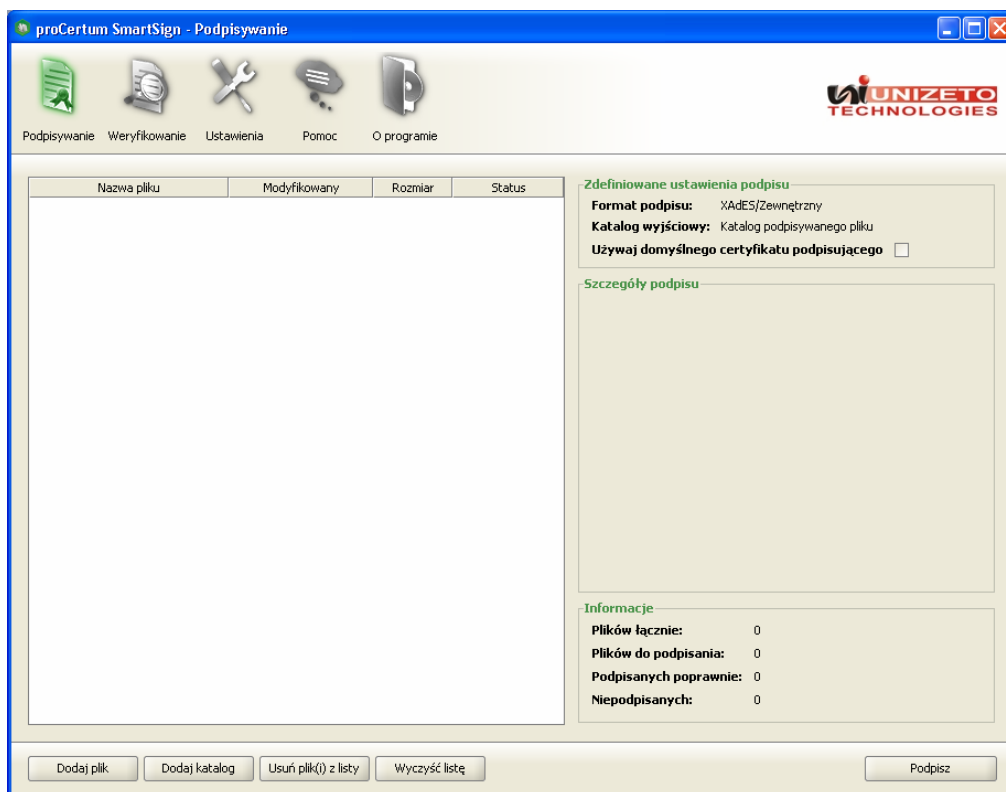 proCertum SmartSign - Podpisywanie
Podpisywanie Weryfikowanie Ustawienia Pomoc O programie
UNIZETO
TECHNOLOGIES
Nazwa pliku Modyfikowany Rozmiar Status
Zdefiniowane ustawienia podpisu
Format podpisu: XAdES/Zewnętrzny
Katalog wyjściowy: Katalog podpisywanego pliku
Używaj domyślnego certyfikatu podpisującego
Szczegóły podpisu
Informacje
Plików łącznie: 0
Plików do podpisania: 0
Podpisanych poprawnie: 0
Niepodpisanych: 0
Dodaj plik Dodaj katalog Usuń plik(i) z listy Wyczyść listę Podpisz